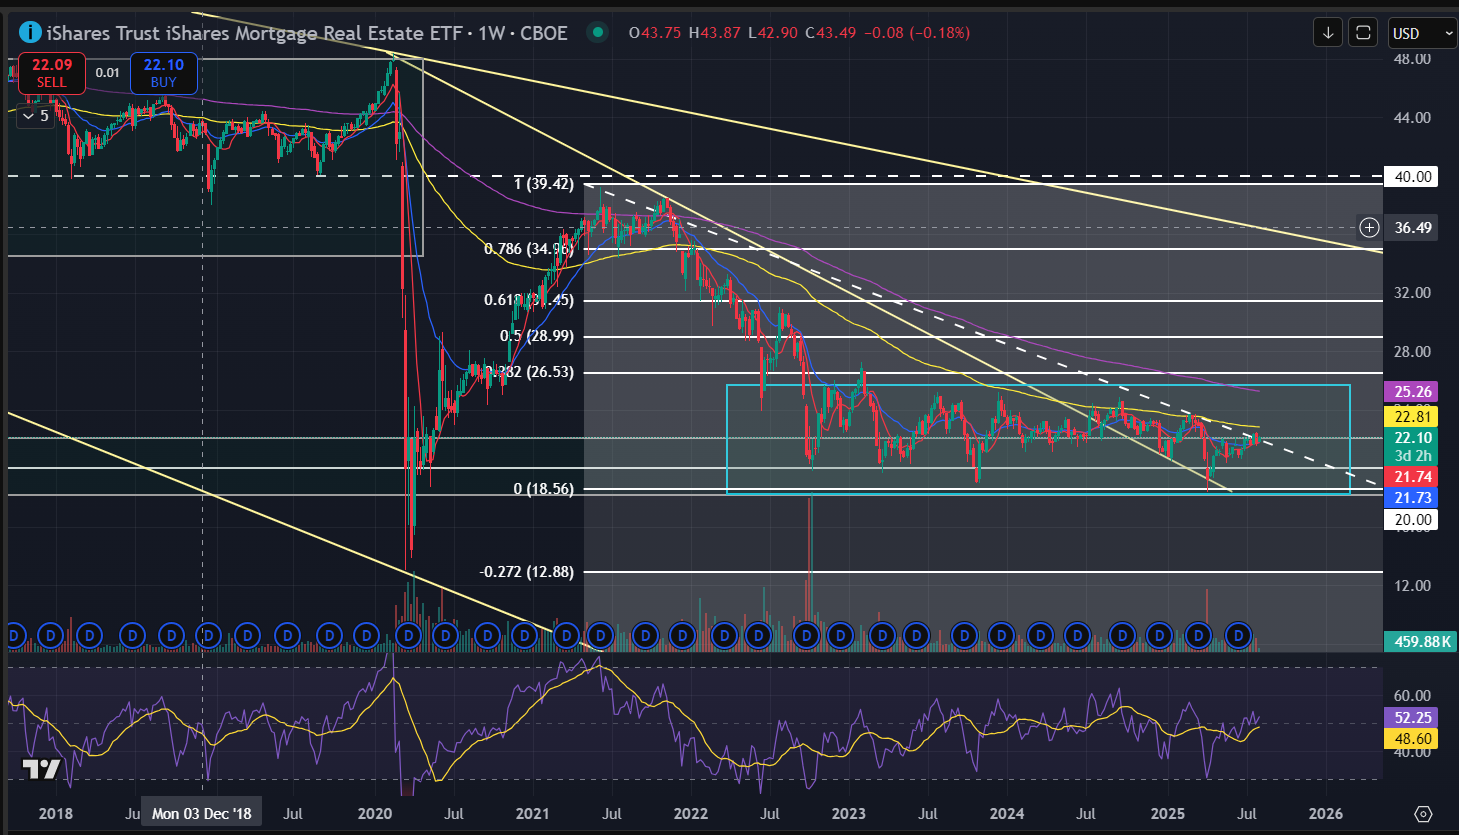 iShares Trust iShares Mortgage Real Estate ETF · 1W · CBOE
O43.75 H43.87 L42.90 C43.49 -0.08 (-0.18%)
USD
22.09
SELL
0.01
22.10
BUY
5
48.00
44.00
40.00
36.49
32.00
28.00
25.26
22.81
22.10
3d 2h
21.74
21.73
20.00
12.00
459.88K
1 (39.42)
0.786 (34.96)
0.5 (28.99)
0 (18.56)
-0.272 (12.88)
D D D D D D D D D D D D D D D D D D D D D D D D D D D D D D D D
60.00
52.25
48.60
40.00
2018
Mon 03 Dec '18
Jul
2020
Jul
2021
Jul
2022
Jul
2023
Jul
2024
Jul
2025
Jul
2026